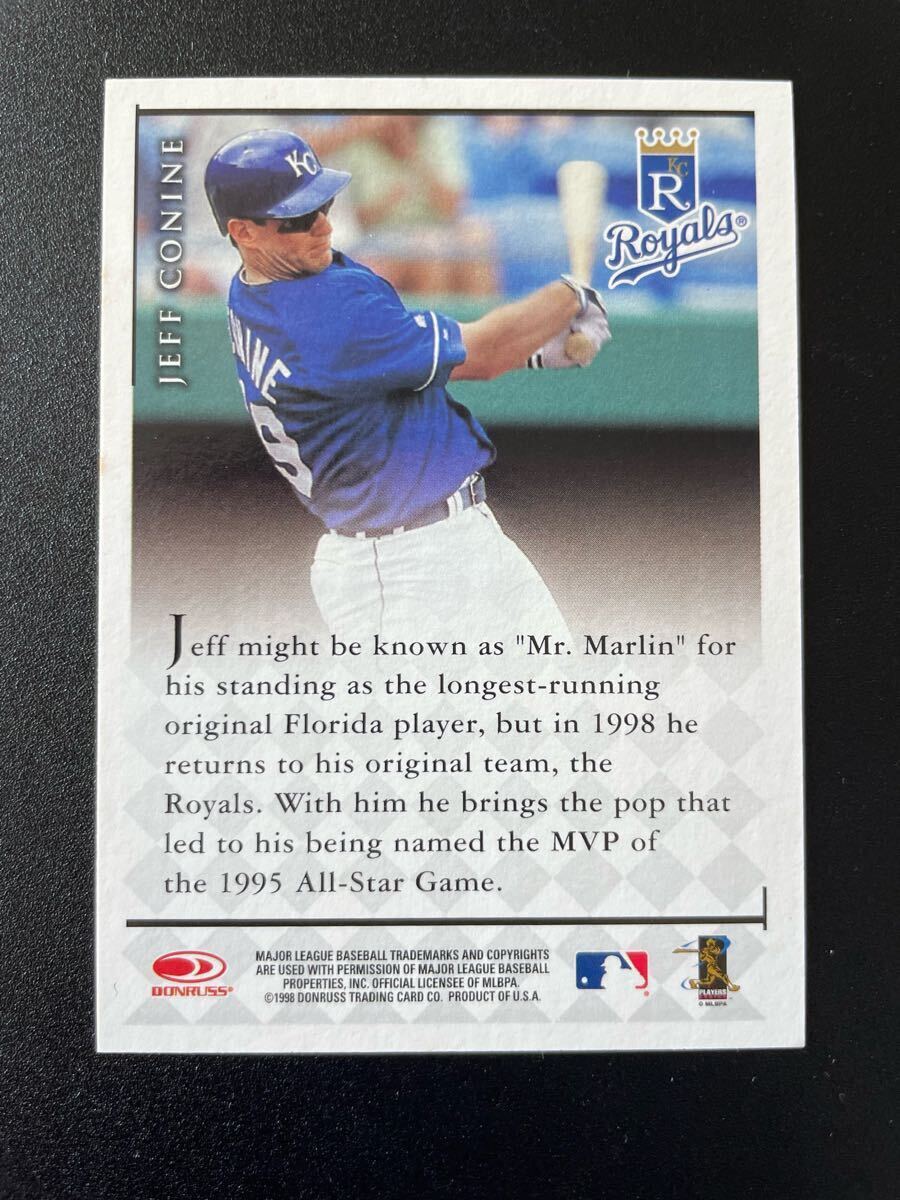 JEFF CONINE
KC
KC
R
Royals®
Jeff might be known as "Mr. Marlin" for
his standing as the longest-running
original Florida player, but in 1998 he
returns to his original team, the
Royals. With him he brings the pop that
led to his being named the MVP of
the 1995 All-Star Game.
DONRUSS®
MAJOR LEAGUE BASEBALL TRADEMARKS AND COPYRIGHTS
ARE USED WITH PERMISSION OF MAJOR LEAGUE BASEBALL
PROPERTIES, INC. OFFICIAL LICENSEE OF MLBPA.
©1998 DONRUSS TRADING CARD CO. PRODUCT OF U.S.A.
PLAYERS
© MLBPA